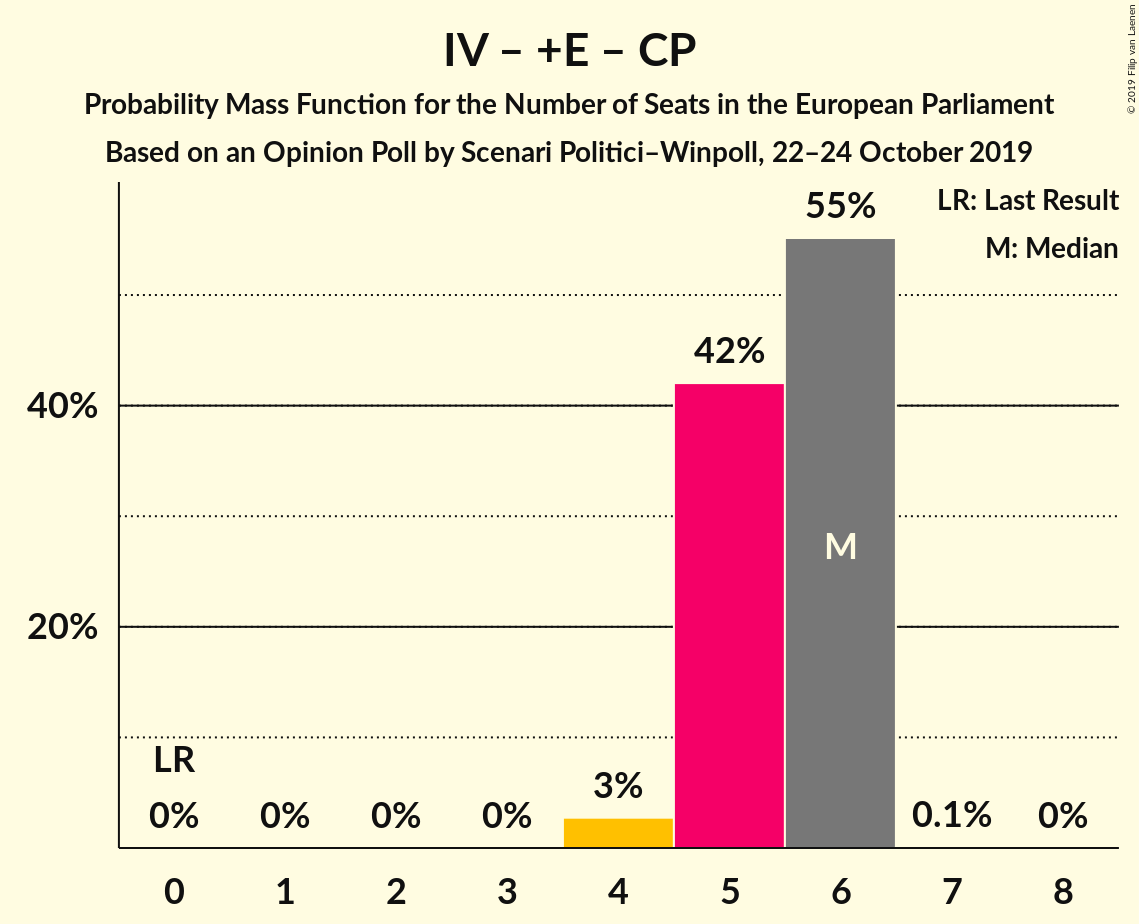 IV – +E – CP
Probability Mass Function for the Number of Seats in the European Parliament
Based on an Opinion Poll by Scenari Politici–Winpoll, 22–24 October 2019
© 2019 Filip van Laenen
LR: Last Result
M: Median
55%
42%
40%
M
20%
LR
3%
0% 0% 0% 0% 0.1% 0%
0 1 2 3 4 5 6 7 8